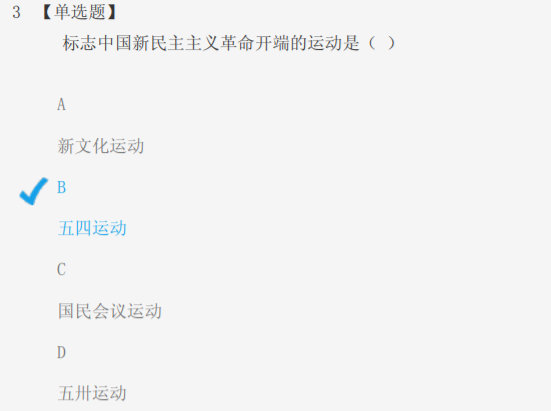 3 【单选题】
标志中国新民主主义革命开端的运动是（ ）
A
新文化运动
B
五四运动
C
国民会议运动
D
五卅运动